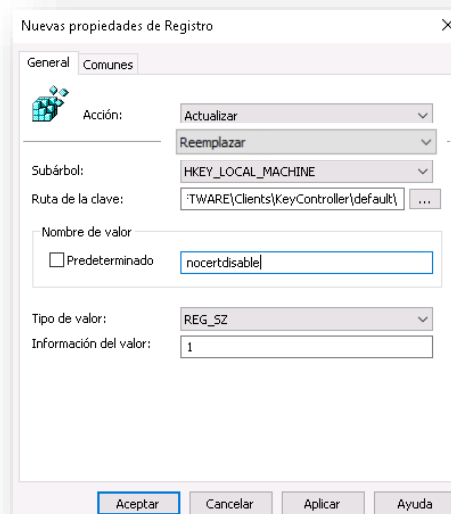 Nuevas propiedades de Registro
General Comunes
Acción: Actualizar
Reemplazar
Subárbol: HKEY_LOCAL_MACHINE
Ruta de la clave: TWARE\Clients\KeyController\default\ ...
Nombre de valor
Predeterminado nocertdisable
Tipo de valor: REG_SZ
Información del valor: 1
Aceptar Cancelar Aplicar Ayuda